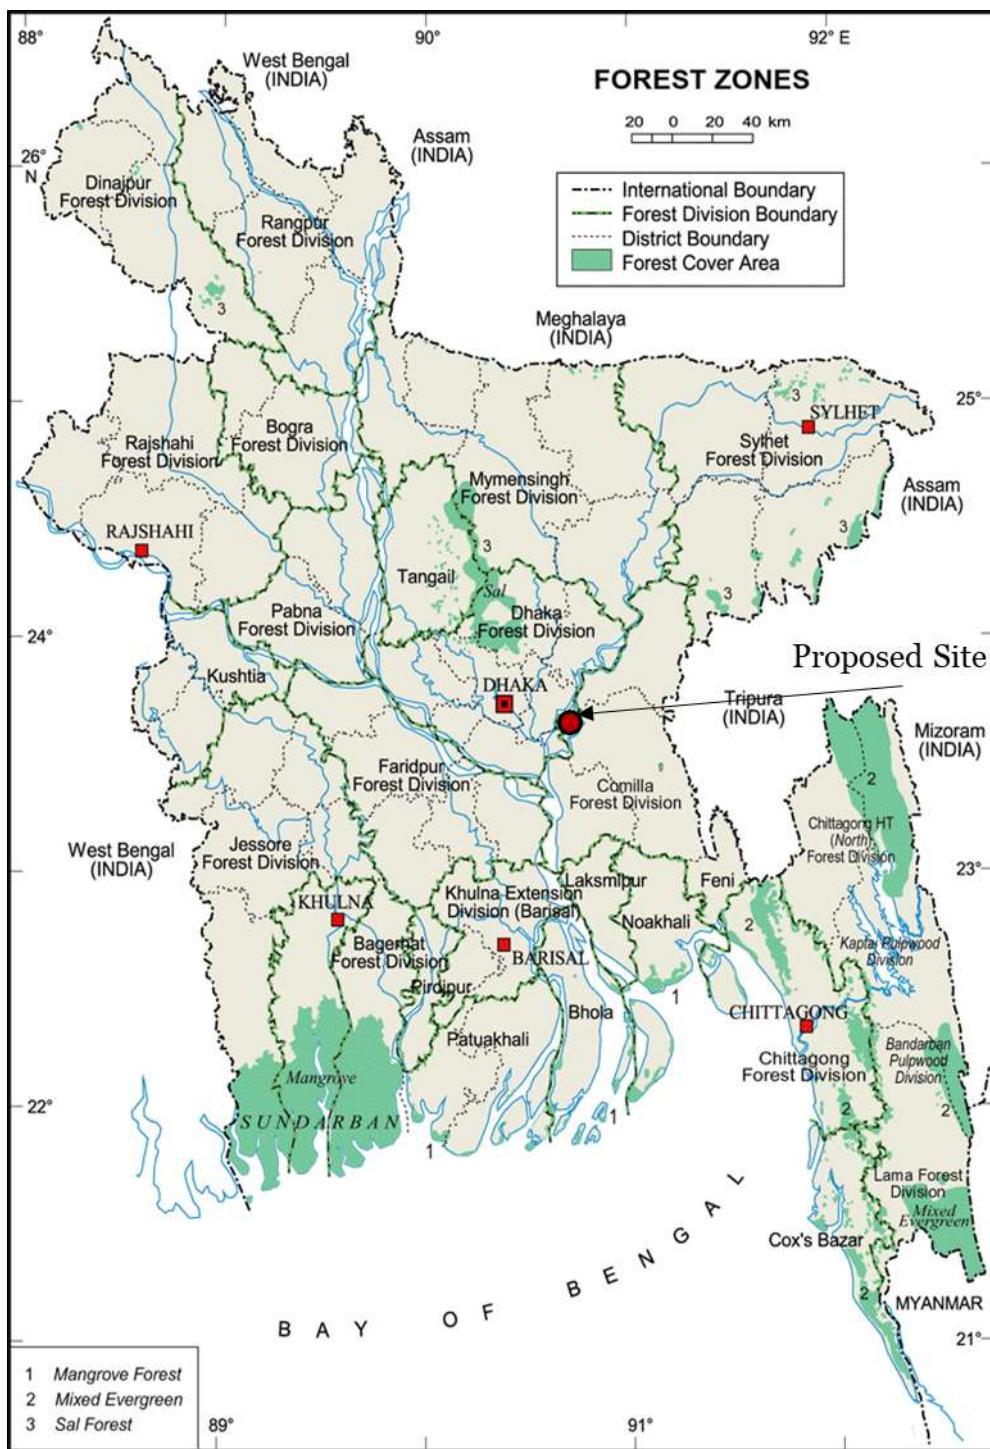 88°
90°
92° E
West Bengal
(INDIA)
FOREST ZONES
20 0 20 40 km
Assam
(INDIA)
26°
N
Dinajpur
Forest Division
Rangpur
Forest Division
International Boundary
Forest Division Boundary
District Boundary
Forest Cover Area
3
Meghalaya
(INDIA)
25°
3
SYLHET
Bogra
Forest Division
Rajshahi
Forest Division
Sylhet
Forest Division
Mymensingh
Forest Division
Assam
(INDIA)
RAJSHAHI
3
3
Tangail
Sal
3
Pabna
Forest Division
Dhaka
Forest Division
24°
Proposed Site
Kushtia
DHAKA
Tripura
(INDIA)
Mizoram
(INDIA)
Faridpur
Forest Division
Comilla
Forest Division
2
Chittagong HT
(North)
Forest Division
Jessore
Forest Division
West Bengal
(INDIA)
23°
Laksmipur
Feni
KHULNA
Khulna Extension
Division (Barisal)
Noakhali
2
Bagerhat
Forest Division
BARISAL
Kaptai Pulpwood
Division
Pirojpur
1
Bhola
CHITTAGONG
Patuakhali
Chittagong
Forest Division
Bandarban
Pulpwood
Division
Mangrove
SUNDARBAN
22°
1
1
2
2
Lama Forest
Division
Mixed
Evergreen
Cox's Bazar
2
MYANMAR
BAY OF BENGAL
21°
1 Mangrove Forest
2 Mixed Evergreen
3 Sal Forest
89°
91°